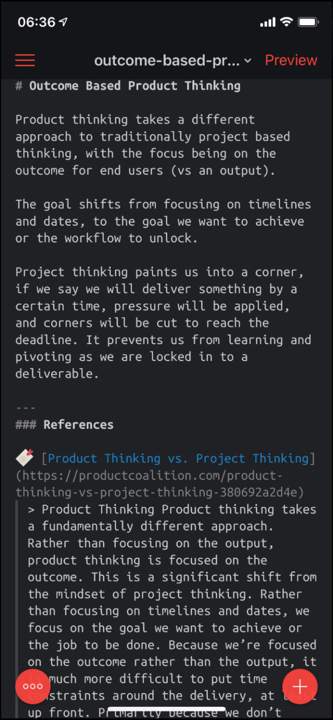 06:36
outcome-based-pr... Preview
# Outcome Based Product Thinking
Product thinking takes a different
approach to traditionally project based
thinking, with the focus being on the
outcome for end users (vs an output).
The goal shifts from focusing on timelines
and dates, to the goal we want to achieve
or the workflow to unlock.
Project thinking paints us into a corner,
if we say we will deliver something by a
certain time, pressure will be applied,
and corners will be cut to reach the
deadline. It prevents us from learning and
pivoting as we are locked in to a
deliverable.
---
### References
[Product Thinking vs. Project Thinking]
(https://productcoalition.com/product-
thinking-vs-project-thinking-380692a2d4e)
> Product Thinking Product thinking takes
a fundamentally different approach.
Rather than focusing on the output,
product thinking is focused on the
outcome. This is a significant shift from
the mindset of project thinking. Rather
than focusing on timelines and dates, we
focus on the goal we want to achieve or
the job to be done. Because we’re focused
on the outcome rather than the output, it
much more difficult to put time
constraints around the delivery, at
up front. Primarily because we don’t